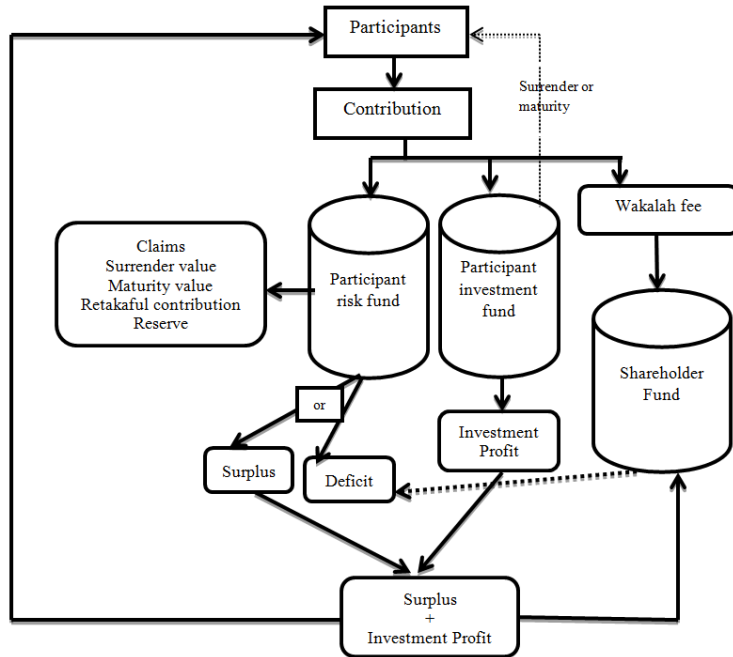 Participants
Surrender or
maturity
Contribution
Wakalah fee
Claims
Surrender value
Maturity value
Retakaful contribution
Reserve
Participant
risk fund
Participant
investment
fund
Shareholder
Fund
or
Investment
Profit
Surplus
Deficit
Surplus
+
Investment Profit